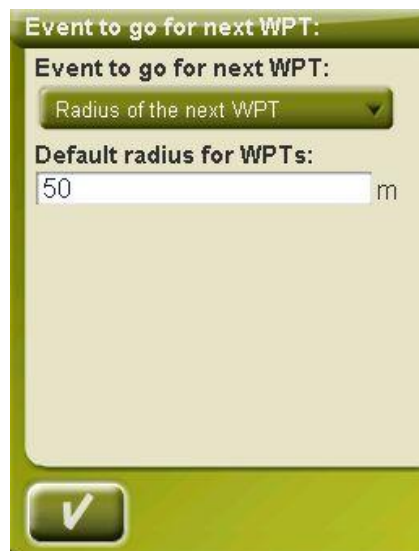 Event to go for next WPT:
Event to go for next WPT:
Radius of the next WPT
Default radius for WPTs:
50 m